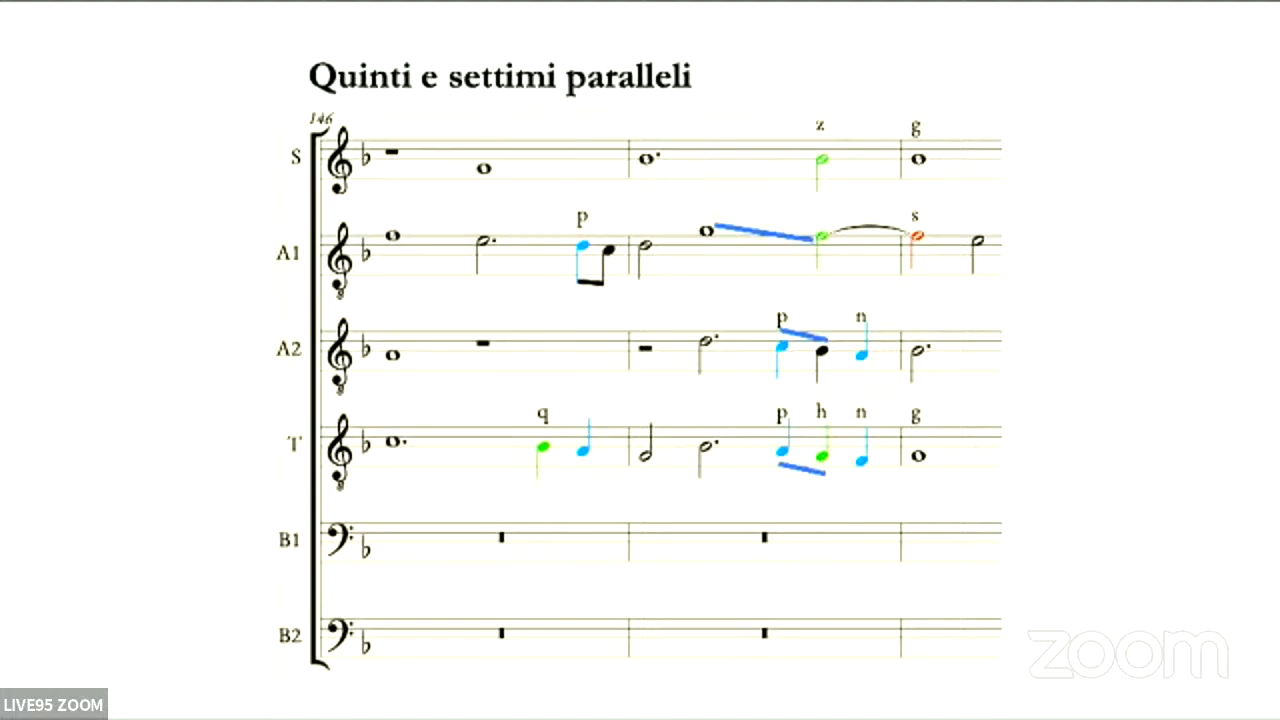 Quinti e settimi paralleli
146
z g
S
p s
A1
p n
A2
q p h n g
T
B1
B2
zoom
LIVE95 ZOOM